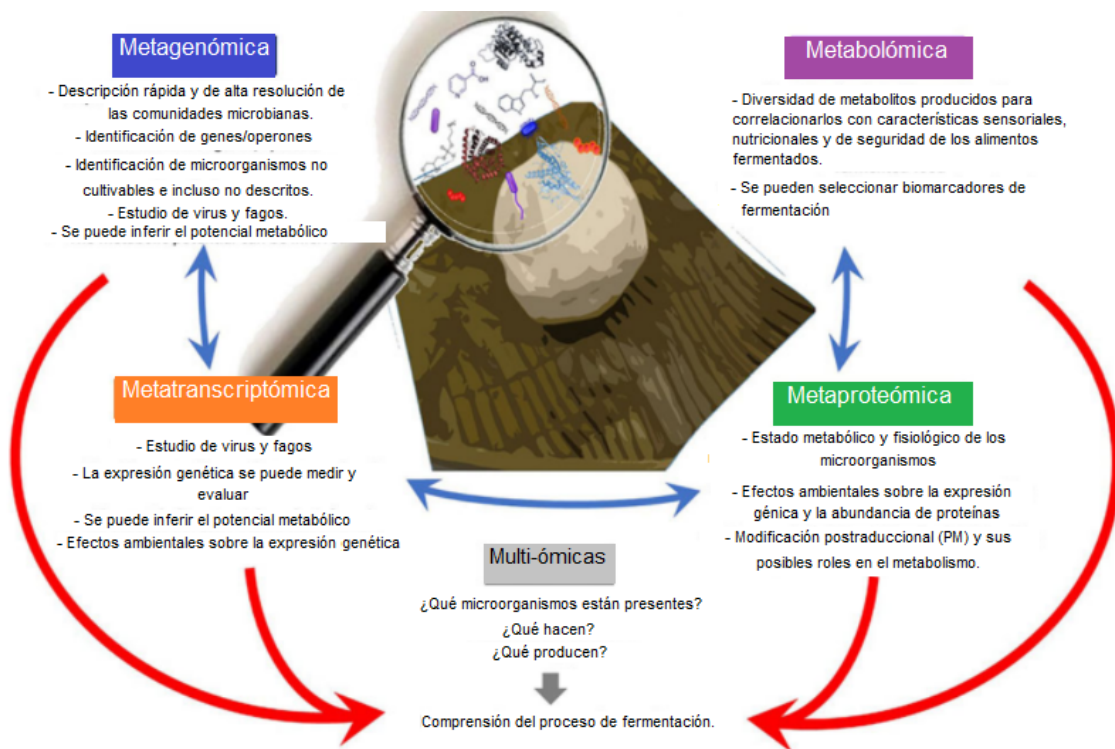 Metagenómica
- Descripción rápida y de alta resolución de
las comunidades microbianas.
- Identificación de genes/operones
- Identificación de microorganismos no
cultivables e incluso no descritos.
- Estudio de virus y fagos.
- Se puede inferir el potencial metabólico
Metabolómica
- Diversidad de metabolitos producidos para
correlacionarlos con características sensoriales,
nutricionales y de seguridad de los alimentos
fermentados.
- Se pueden seleccionar biomarcadores de
fermentación
Metatranscriptómica
- Estudio de virus y fagos
- La expresión genética se puede medir y
evaluar
- Se puede inferir el potencial metabólico
- Efectos ambientales sobre la expresión genética
Metaproteómica
- Estado metabólico y fisiológico de los
microorganismos
- Efectos ambientales sobre la expresión
génica y la abundancia de proteínas
- Modificación postraduccional (PM) y sus
posibles roles en el metabolismo.
Multi-ómicas
¿Qué microorganismos están presentes?
¿Qué hacen?
¿Qué producen?
Comprensión del proceso de fermentación.